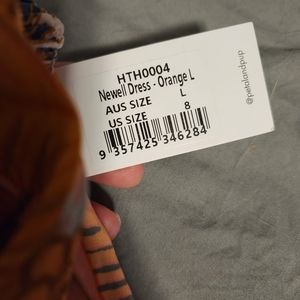 HTH0004
Newell Dress - Orange L
AUS SIZE L
US SIZE 8
9 357425 346284
@petalandpup